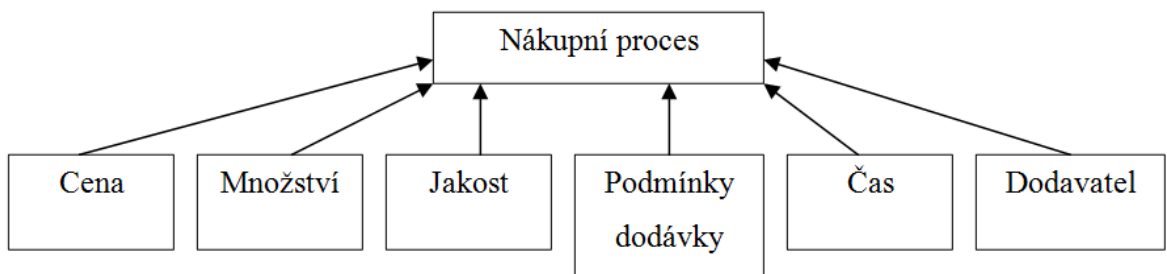 Nákupní proces
Cena
Množství
Jakost
Podmínky
dodávky
Čas
Dodavatel